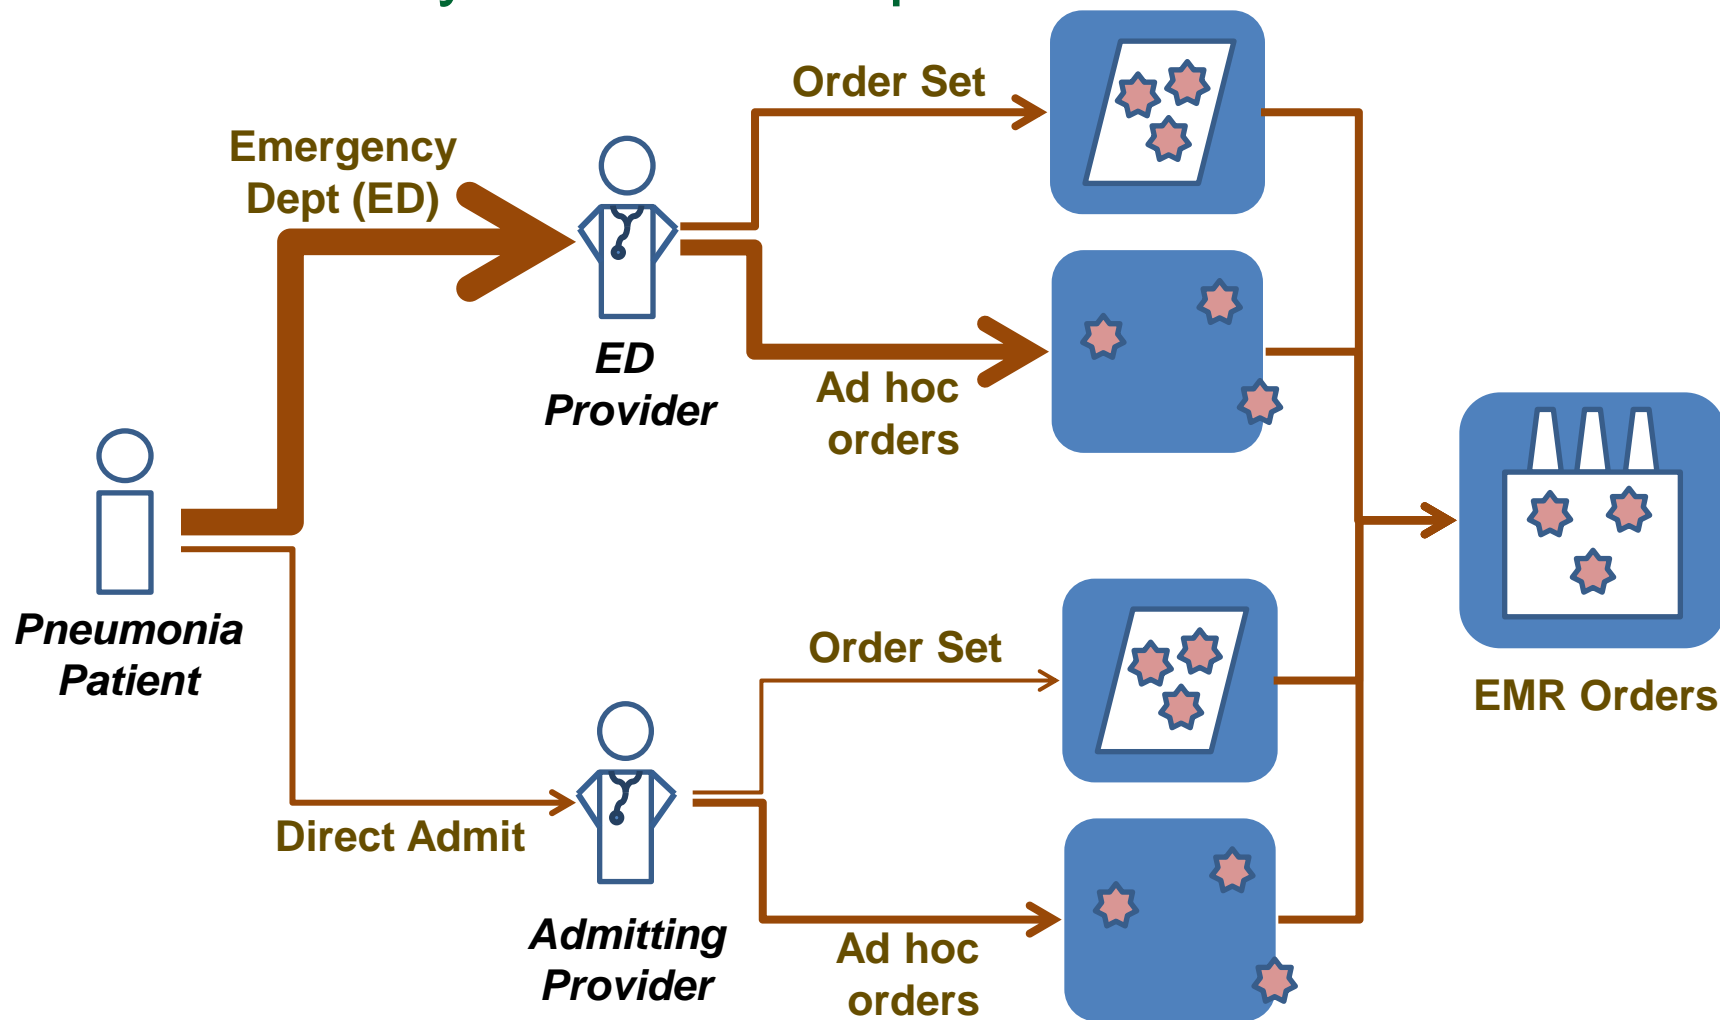 Order Set
Emergency
Dept (ED)
ED
Provider
Ad hoc
orders
Pneumonia
Patient
Order Set
EMR Orders
Direct Admit
Admitting
Provider
Ad hoc
orders